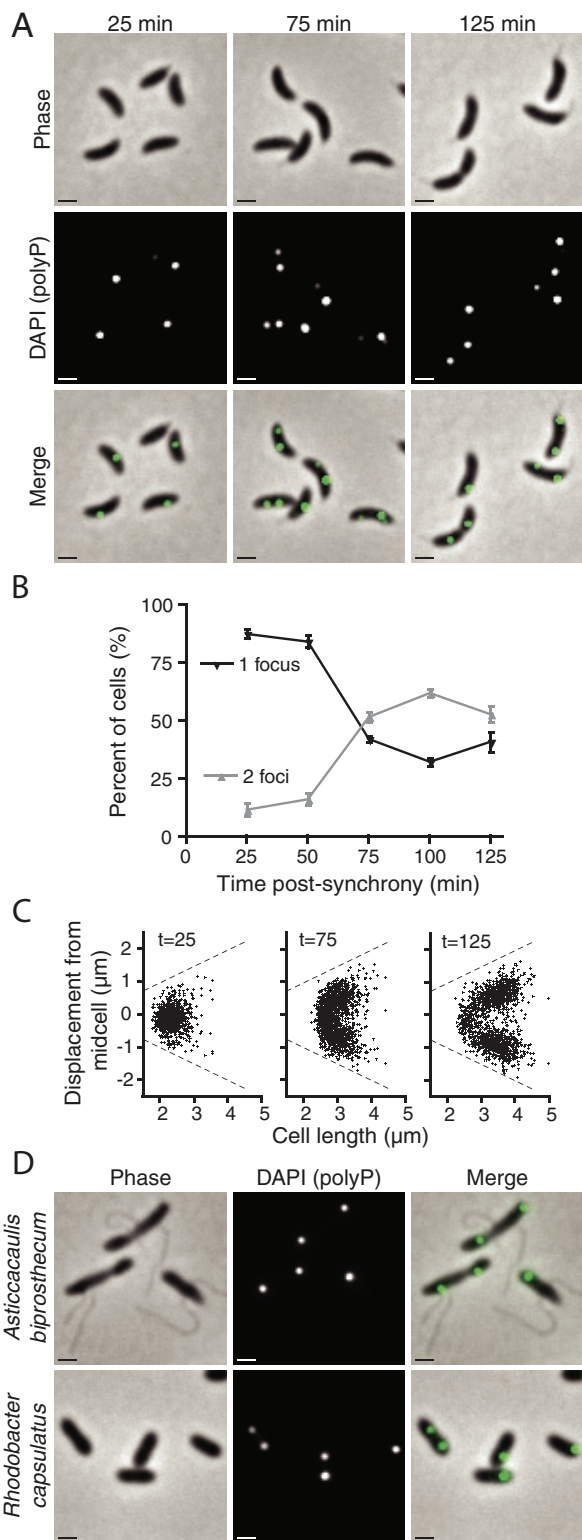 A
25 min 75 min 125 min
Phase
DAPI (polyP)
Merge
B
100
75
50
25
0
Percent of cells (%)
1 focus
2 foci
0 25 50 75 100 125
Time post-synchrony (min)
C
t=25 t=75 t=125
2
1
0
-1
-2
Displacement from
midcell (µm)
2 3 4 5 2 3 4 5 2 3 4 5
Cell length (µm)
D
Phase DAPI (polyP) Merge
Asticcacaulis
biprosthecum
Rhodobacter
capsulatus